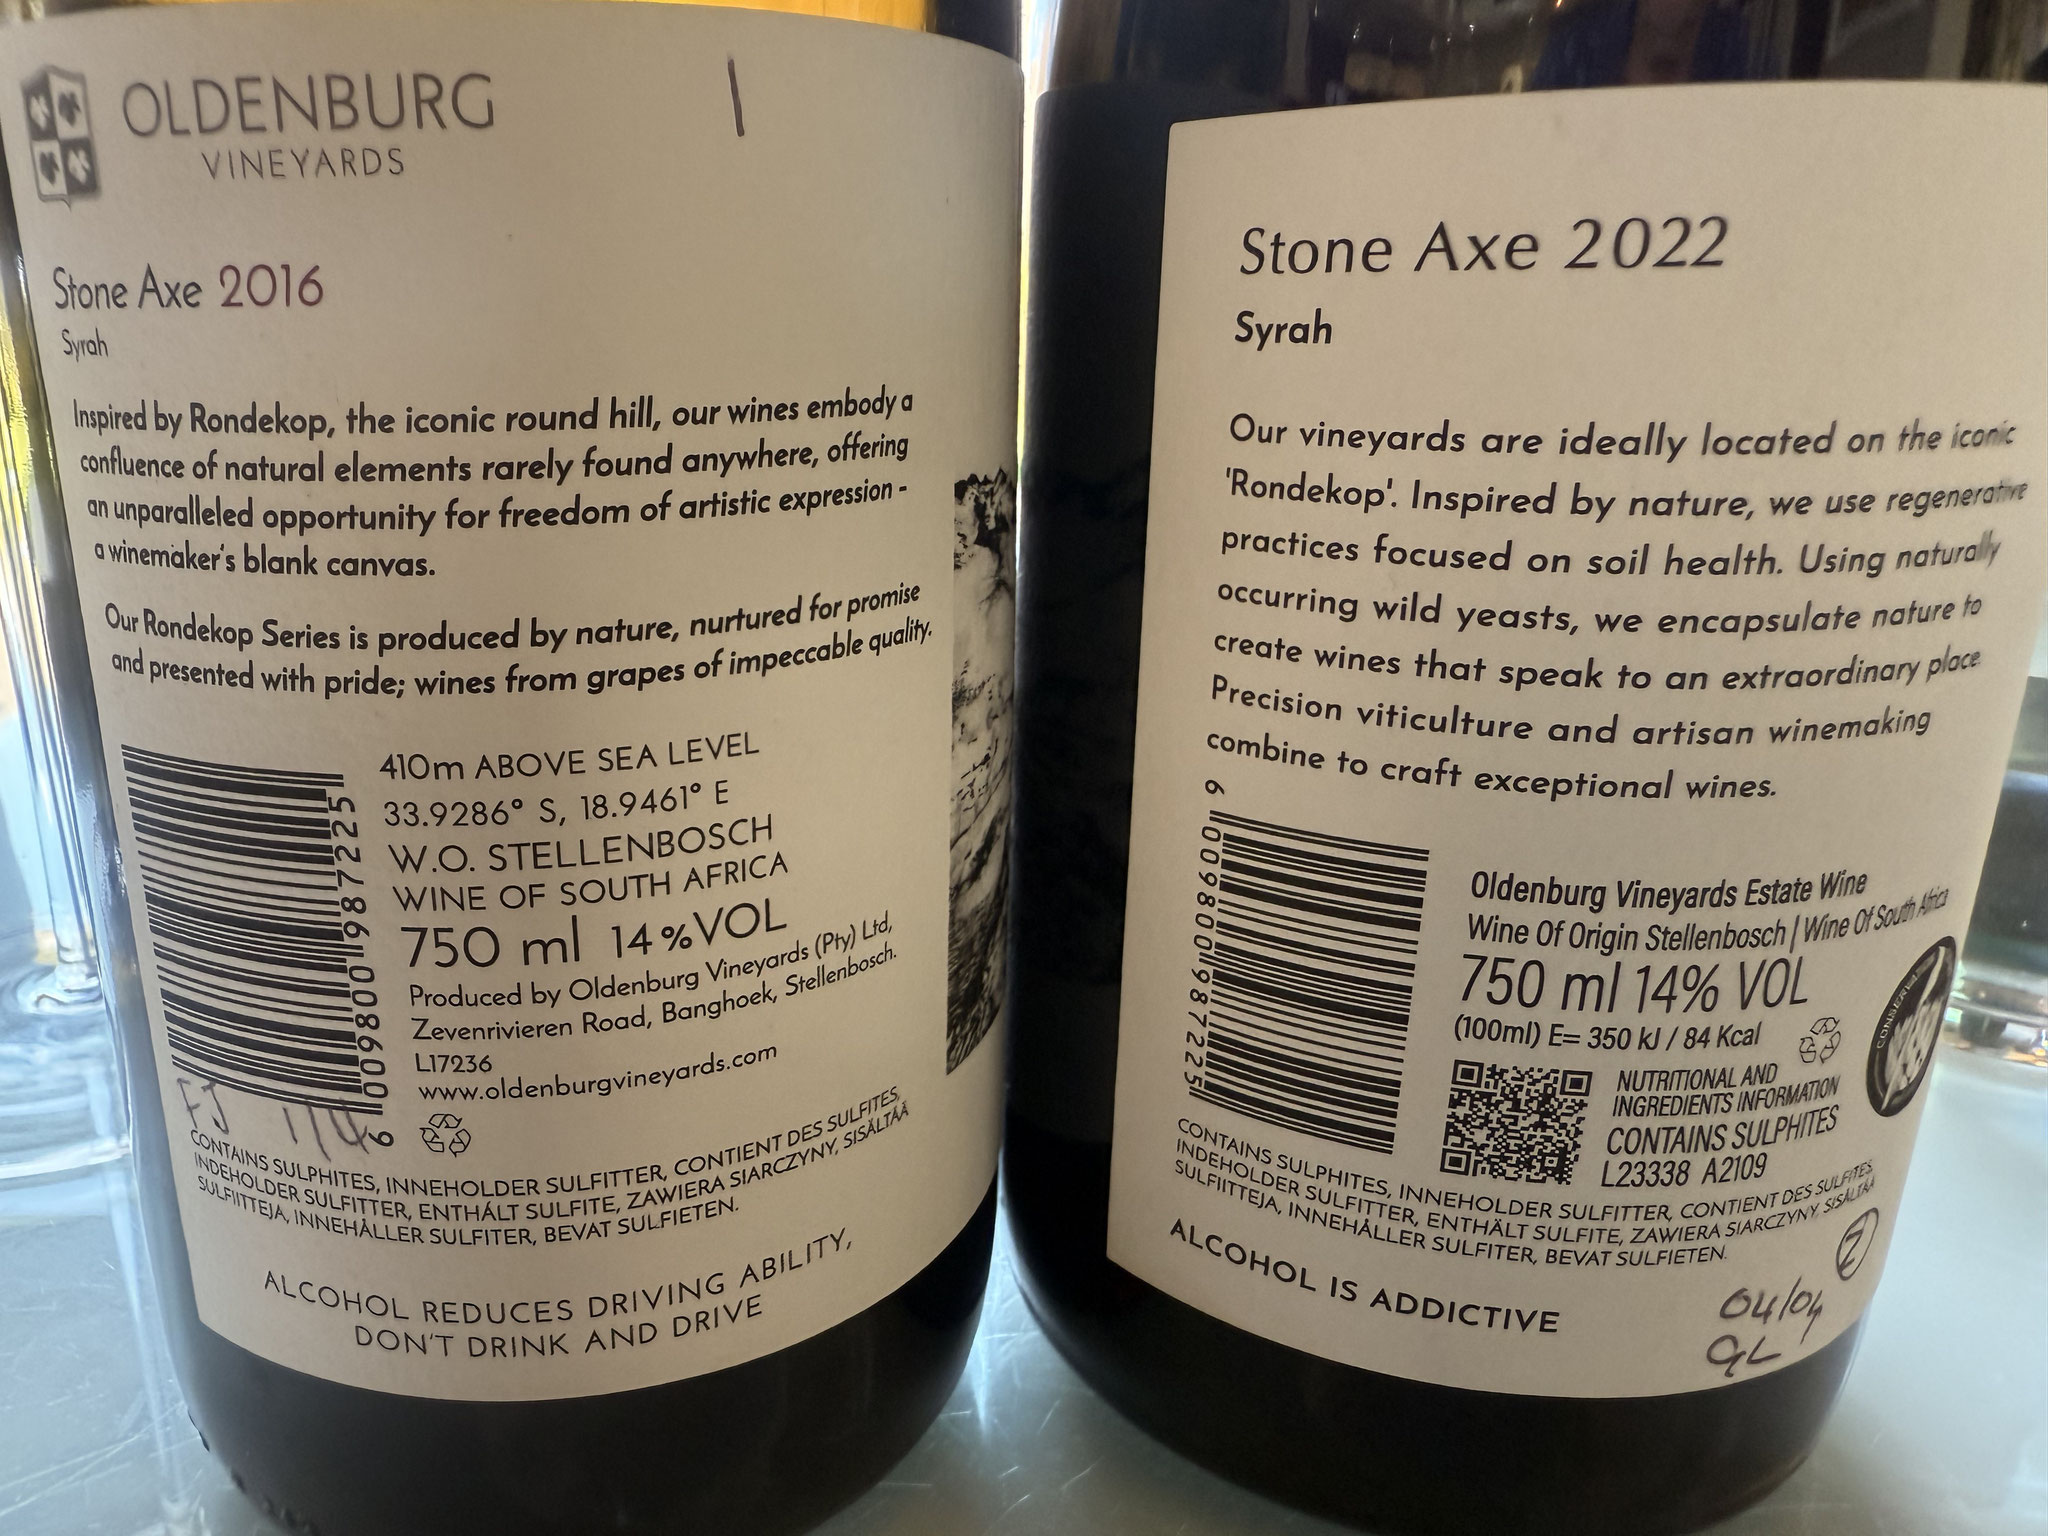 OLDENBURG
VINEYARDS
Stone Axe 2016
Syrah
Inspired by Rondekop, the iconic round hill, our wines embody a
confluence of natural elements rarely found anywhere, offering
an unparalleled opportunity for freedom of artistic expression -
a winemaker's blank canvas.
Our Rondekop Series is produced by nature, nurtured for promise
and presented with pride; wines from grapes of impeccable quality.
410m ABOVE SEA LEVEL
33.9286° S, 18.9461° E
W.O. STELLENBOSCH
WINE OF SOUTH AFRICA
750 ml 14%VOL
Produced by Oldenburg Vineyards (Pty) Ltd,
Zevenrivieren Road, Banghoek, Stellenbosch.
L17236
www.oldenburgvineyards.com
6 009800 987225
CONTAINS SULPHITES, INNEHOLDER SULFITTER, CONTIENT DES SULFITES,
INDEHOLDER SULFITTER, ENTHÁLT SULFITE, ZAWIERA SIARCZYNY, SISÄLTÄÄ
SULFIITTEJA, INNEHÅLLER SULFITER, BEVAT SULFIETEN.
ALCOHOL REDUCES DRIVING ABILITY,
DON'T DRINK AND DRIVE
Stone Axe 2022
Syrah
Our vineyards are ideally located on the iconic
'Rondekop'. Inspired by nature, we use regenerative
practices focused on soil health. Using naturally
occurring wild yeasts, we encapsulate nature to
create wines that speak to an extraordinary place
Precision viticulture and artisan winemaking
combine to craft exceptional wines.
6 009800 987225
Oldenburg Vineyards Estate Wine
Wine Of Origin Stellenbosch | Wine Of South Africa
750 ml 14% VOL
(100ml) E= 350 kJ / 84 Kcal
NUTRITIONAL AND
INGREDIENTS INFORMATION
CONTAINS SULPHITES
L23338 A2109
CONTAINS SULPHITES, INNEHOLDER SULFITTER, CONTIENT DES SULFITES,
INDEHOLDER SULFITTER, ENTHÄLT SULFITE, ZAWIERA SIARCZYNY, SISÄLTÄÄ
SULFIITTEJA, INNEHÅLLER SULFITER, BEVAT SULFIETEN.
ALCOHOL IS ADDICTIVE
04/04